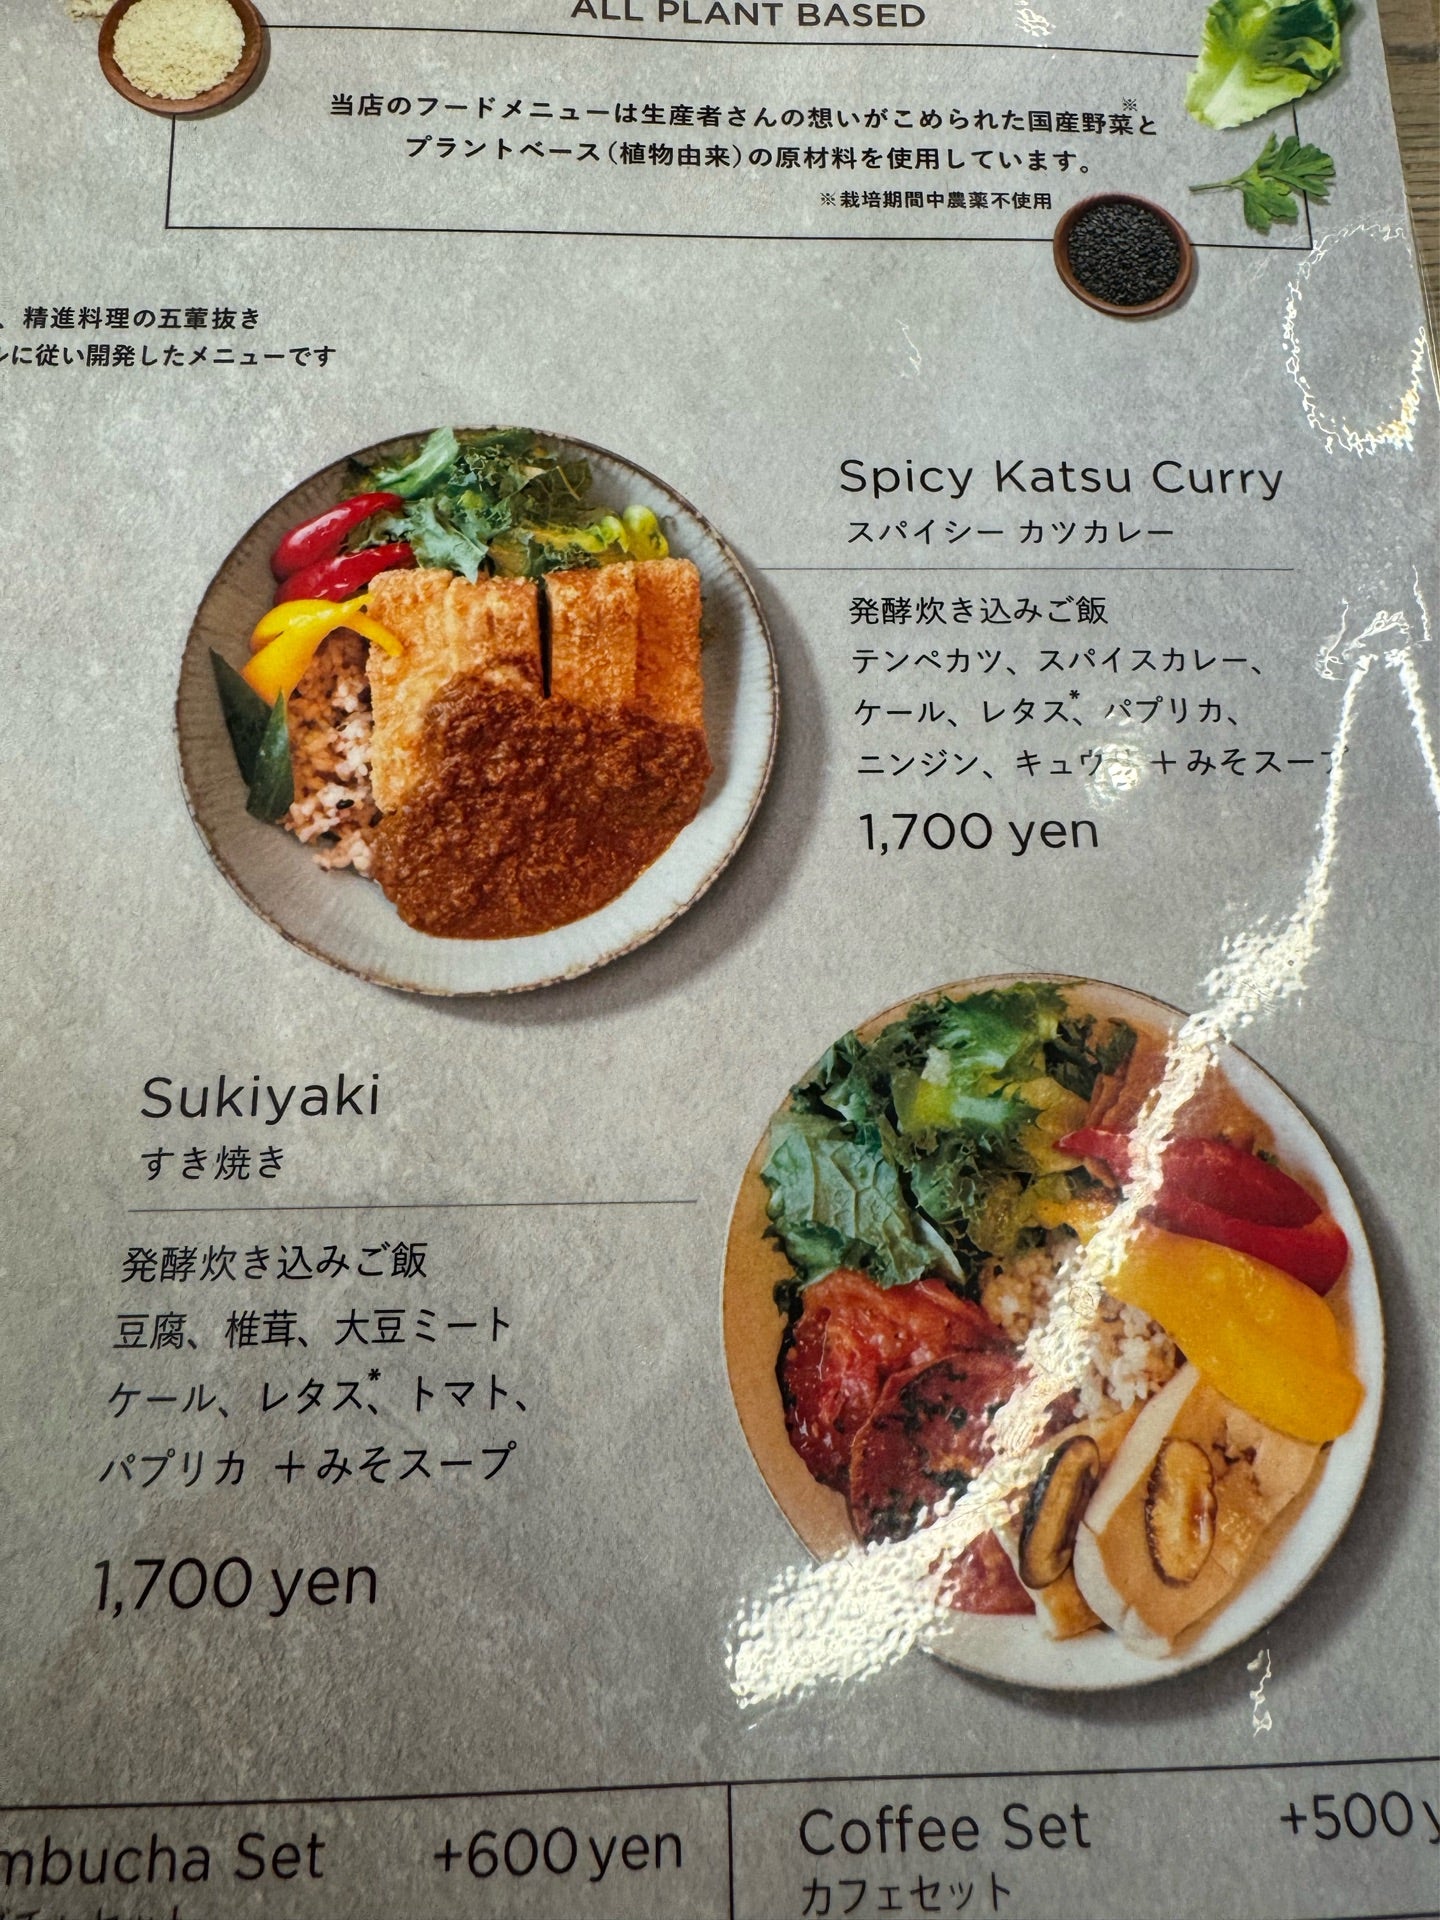 ALL PLANT BASED
当店のフードメニューは生産者さんの想いがこめられた国産野菜※と
プラントベース(植物由来)の原材料を使用しています。
※栽培期間中農薬不使用
、精進料理の五葷抜き
ルに従い開発したメニューです
Spicy Katsu Curry
スパイシー カツカレー
発酵炊き込みご飯
テンペカツ、スパイスカレー、
ケール、レタス*、パプリカ、
ニンジン、キュウ +みそスープ
1,700 yen
Sukiyaki
すき焼き
発酵炊き込みご飯
豆腐、椎茸、大豆ミート
ケール、レタス*、トマト、
パプリカ +みそスープ
1,700 yen
mbucha Set +600 yen
Coffee Set +500 y
カフェセット